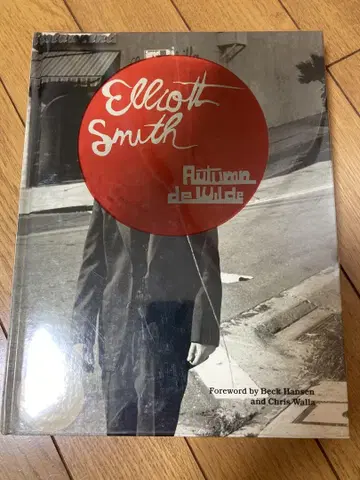 Elliott
Smith
Autumn
de Wilde
Foreword by Beck Hansen
and Chris Walla